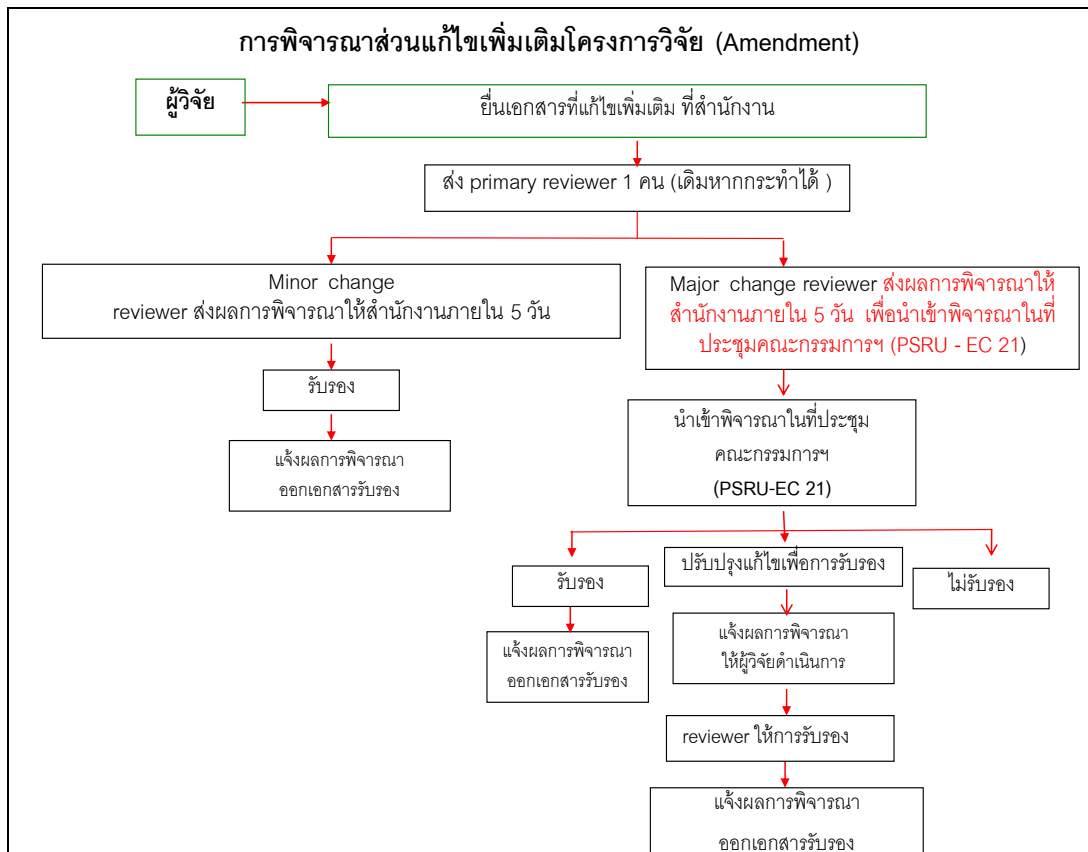 การพิจารณาส่วนแก้ไขเพิ่มเติมโครงการวิจัย (Amendment)
ผู้วิจัย
ยื่นเอกสารที่แก้ไขเพิ่มเติม ที่สำนักงาน
ส่ง primary reviewer 1 คน (เดิมหากกระทำได้ )
Minor change
reviewer ส่งผลการพิจารณาให้สำนักงานภายใน 5 วัน
Major change reviewer ส่งผลการพิจารณาให้
สำนักงานภายใน 5 วัน เพื่อนำเข้าพิจารณาในที่
ประชุมคณะกรรมการฯ (PSRU - EC 21)
รับรอง
แจ้งผลการพิจารณา
ออกเอกสารรับรอง
นำเข้าพิจารณาในที่ประชุม
คณะกรรมการฯ
(PSRU-EC 21)
รับรอง
แจ้งผลการพิจารณา
ออกเอกสารรับรอง
ปรับปรุงแก้ไขเพื่อการรับรอง
แจ้งผลการพิจารณา
ให้ผู้วิจัยดำเนินการ
reviewer ให้การรับรอง
แจ้งผลการพิจารณา
ออกเอกสารรับรอง
ไม่รับรอง